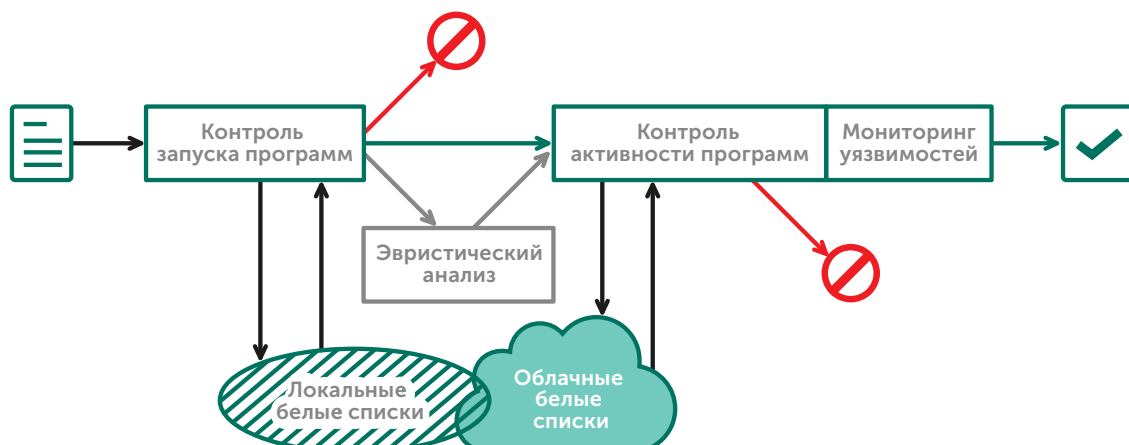 Контроль
запуска программ
Контроль
активности программ
Мониторинг
уязвимостей
Эвристический
анализ
Локальные
белые списки
Облачные
белые
списки